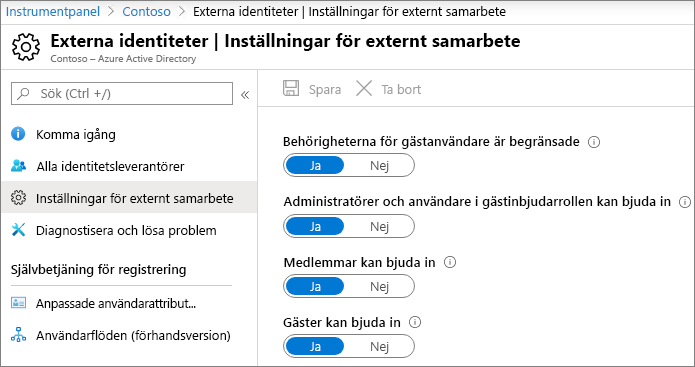 Instrumentpanel > Contoso > Externa identiteter | Inställningar för externt samarbete
Externa identiteter | Inställningar för externt samarbete
Contoso – Azure Active Directory
Sök (Ctrl +/)
«
Komma igång
Alla identitetsleverantörer
Inställningar för externt samarbete
Diagnostisera och lösa problem
Självbetjäning för registrering
Anpassade användarattribut...
Användarflöden (förhandsversion)
Spara Ta bort
Behörigheterna för gästanvändare är begränsade
Ja Nej
Administratörer och användare i gästinbjudarrollen kan bjuda in
Ja Nej
Medlemmar kan bjuda in
Ja Nej
Gäster kan bjuda in
Ja Nej